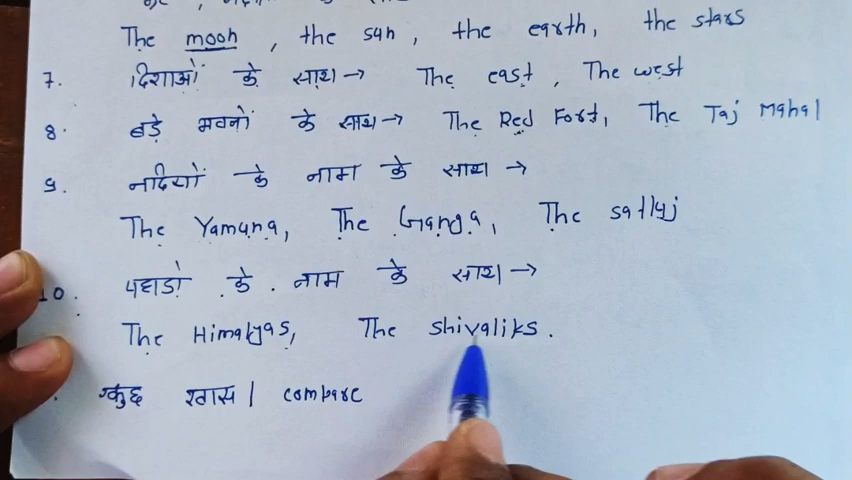 The moon, the sun, the earth, the stars
7. दिशाओं के साथ → The east, The west
8. बड़े भवनों के साथ → The Red Fort, The Taj Mahal
9. नदियों के नाम के साथ →
The Yamuna, The Ganga, The satluj
10. पहाडो के नाम के साथ →
The Himalyas, The shivaliks.
कुछ खास | compare